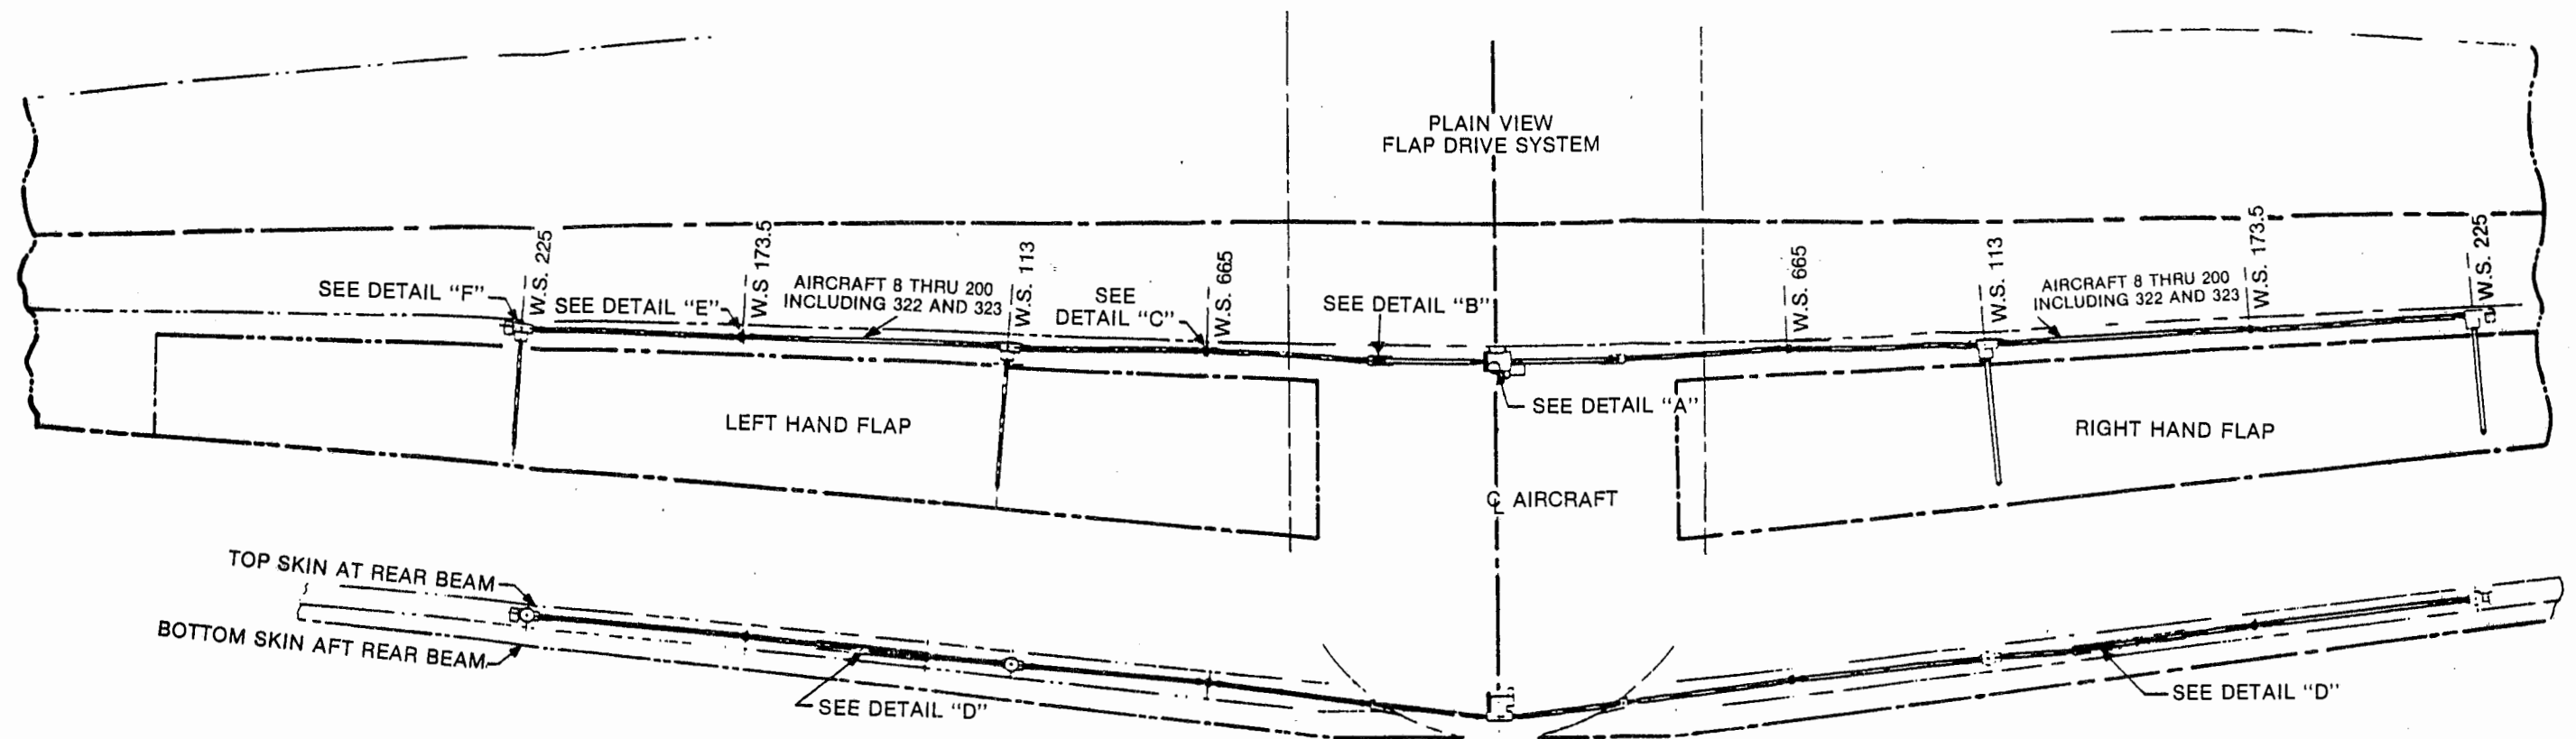 PLAIN VIEW
FLAP DRIVE SYSTEM
W.S. 225
W.S 173.5
W.S. 113
W.S. 665
W.S. 665
W.S. 113
W.S. 173.5
W.S. 225
SEE DETAIL "F"
SEE DETAIL "E"
AIRCRAFT 8 THRU 200
INCLUDING 322 AND 323
SEE
DETAIL "C"
SEE DETAIL "B"
AIRCRAFT 8 THRU 200
INCLUDING 322 AND 323
SEE DETAIL "A"
LEFT HAND FLAP
RIGHT HAND FLAP
℄ AIRCRAFT
TOP SKIN AT REAR BEAM
BOTTOM SKIN AFT REAR BEAM
SEE DETAIL "D"
SEE DETAIL "D"